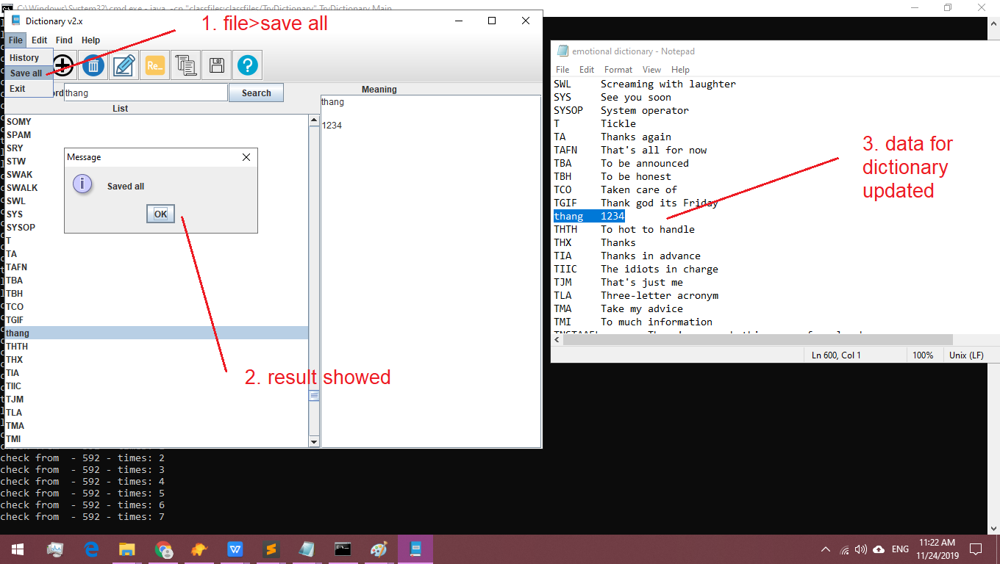 C:\Windows\System32\cmd.exe - java -cp "classfiles;classfiles/TryDictionary" TryDictionary.Main
Dictionary v2.x
1. file>save all
File Edit Find Help
History
Save all
Exit
Re...
?
thang
Search
List
Meaning
thang
1234
SOMY
SPAM
SRY
STW
SWAK
SWALK
SWL
SYS
SYSOP
T
TA
TAFN
TBA
TBH
TCO
TGIF
thang
THTH
THX
TIA
TIIC
TJM
TLA
TMA
TMI
Message
Saved all
OK
2. result showed
emotional dictionary - Notepad
File Edit Format View Help
SWL Screaming with laughter
SYS See you soon
SYSOP System operator
T Tickle
TA Thanks again
TAFN That's all for now
TBA To be announced
TBH To be honest
TCO Taken care of
TGIF Thank god its Friday
thang 1234
THTH To hot to handle
THX Thanks
TIA Thanks in advance
TIIC The idiots in charge
TJM That's just me
TLA Three-letter acronym
TMA Take my advice
TMI To much information
Ln 600, Col 1 100% Unix (LF)
3. data for
dictionary
updated
check from - 592 - times: 2
check from - 592 - times: 3
check from - 592 - times: 4
check from - 592 - times: 5
check from - 592 - times: 6
check from - 592 - times: 7
ENG
11:22 AM
11/24/2019